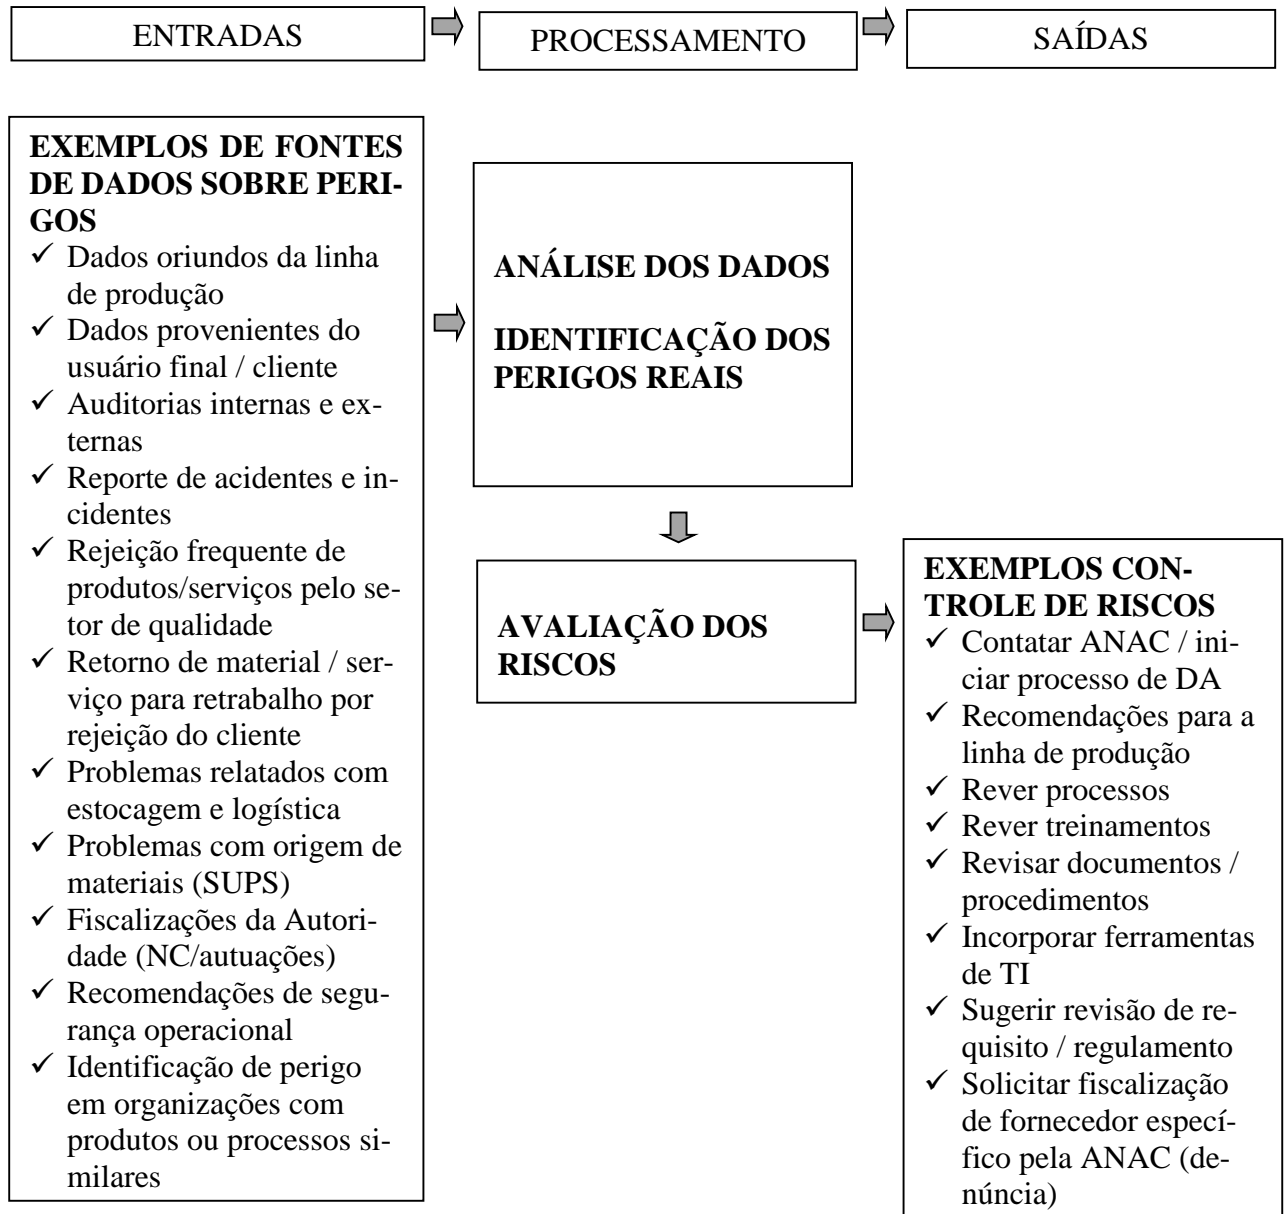 ENTRADAS
PROCESSAMENTO
SAÍDAS
EXEMPLOS DE FONTES
DE DADOS SOBRE PERI-
GOS
✓ Dados oriundos da linha
de produção
✓ Dados provenientes do
usuário final / cliente
✓ Auditorias internas e ex-
ternas
✓ Reporte de acidentes e in-
cidentes
✓ Rejeição frequente de
produtos/serviços pelo se-
tor de qualidade
✓ Retorno de material / ser-
viço para retrabalho por
rejeição do cliente
✓ Problemas relatados com
estocagem e logística
✓ Problemas com origem de
materiais (SUPS)
✓ Fiscalizações da Autori-
dade (NC/autuações)
✓ Recomendações de segu-
rança operacional
✓ Identificação de perigo
em organizações com
produtos ou processos si-
milares
ANÁLISE DOS DADOS
IDENTIFICAÇÃO DOS
PERIGOS REAIS
AVALIAÇÃO DOS
RISCOS
EXEMPLOS CON-
TROLE DE RISCOS
✓ Contatar ANAC / ini-
ciar processo de DA
✓ Recomendações para a
linha de produção
✓ Rever processos
✓ Rever treinamentos
✓ Revisar documentos /
procedimentos
✓ Incorporar ferramentas
de TI
✓ Sugerir revisão de re-
quisito / regulamento
✓ Solicitar fiscalização
de fornecedor especí-
fico pela ANAC (de-
núncia)